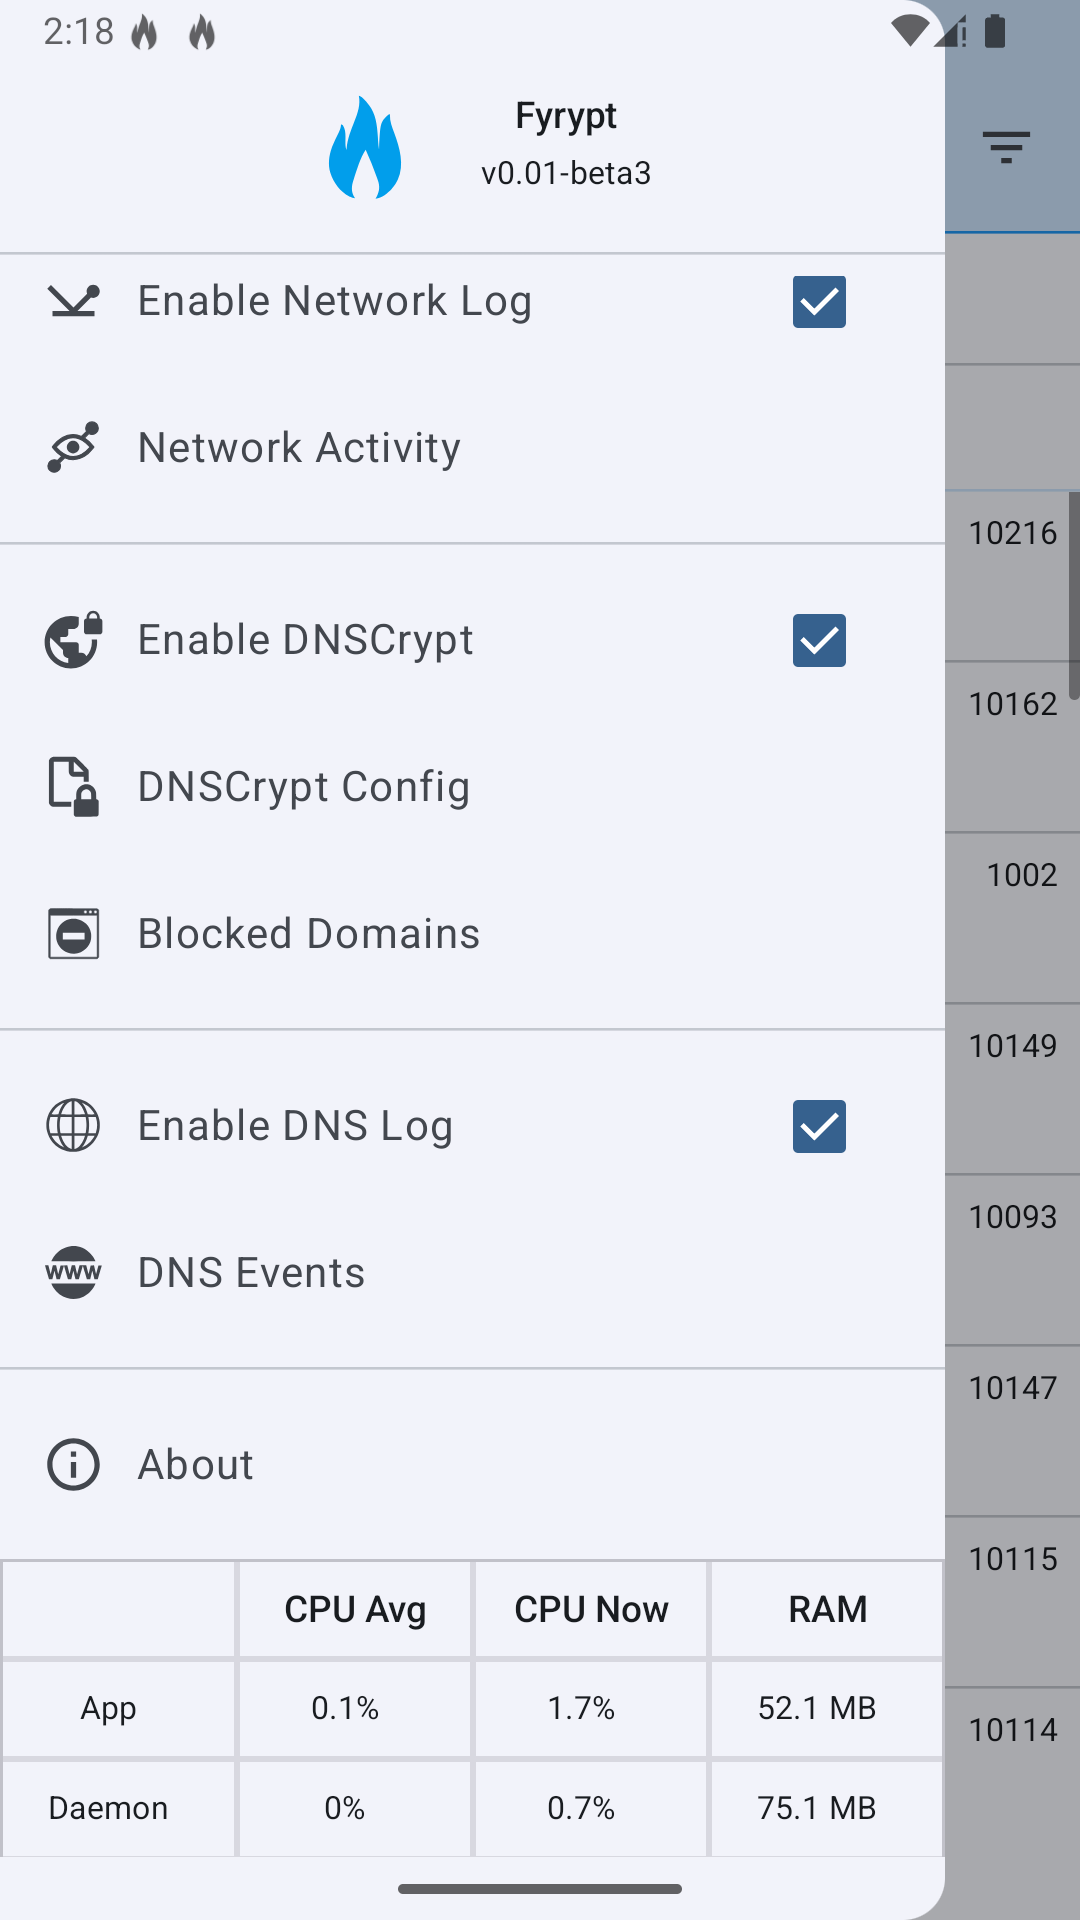 2:18
Fyrypt
v0.01-beta3
Enable Network Log
Network Activity
10216
Enable DNSCrypt
10162
DNSCrypt Config
1002
Blocked Domains
10149
Enable DNS Log
10093
WWW DNS Events
10147
About
10115
CPU Avg CPU Now RAM
App 0.1% 1.7% 52.1 MB
10114
Daemon 0% 0.7% 75.1 MB